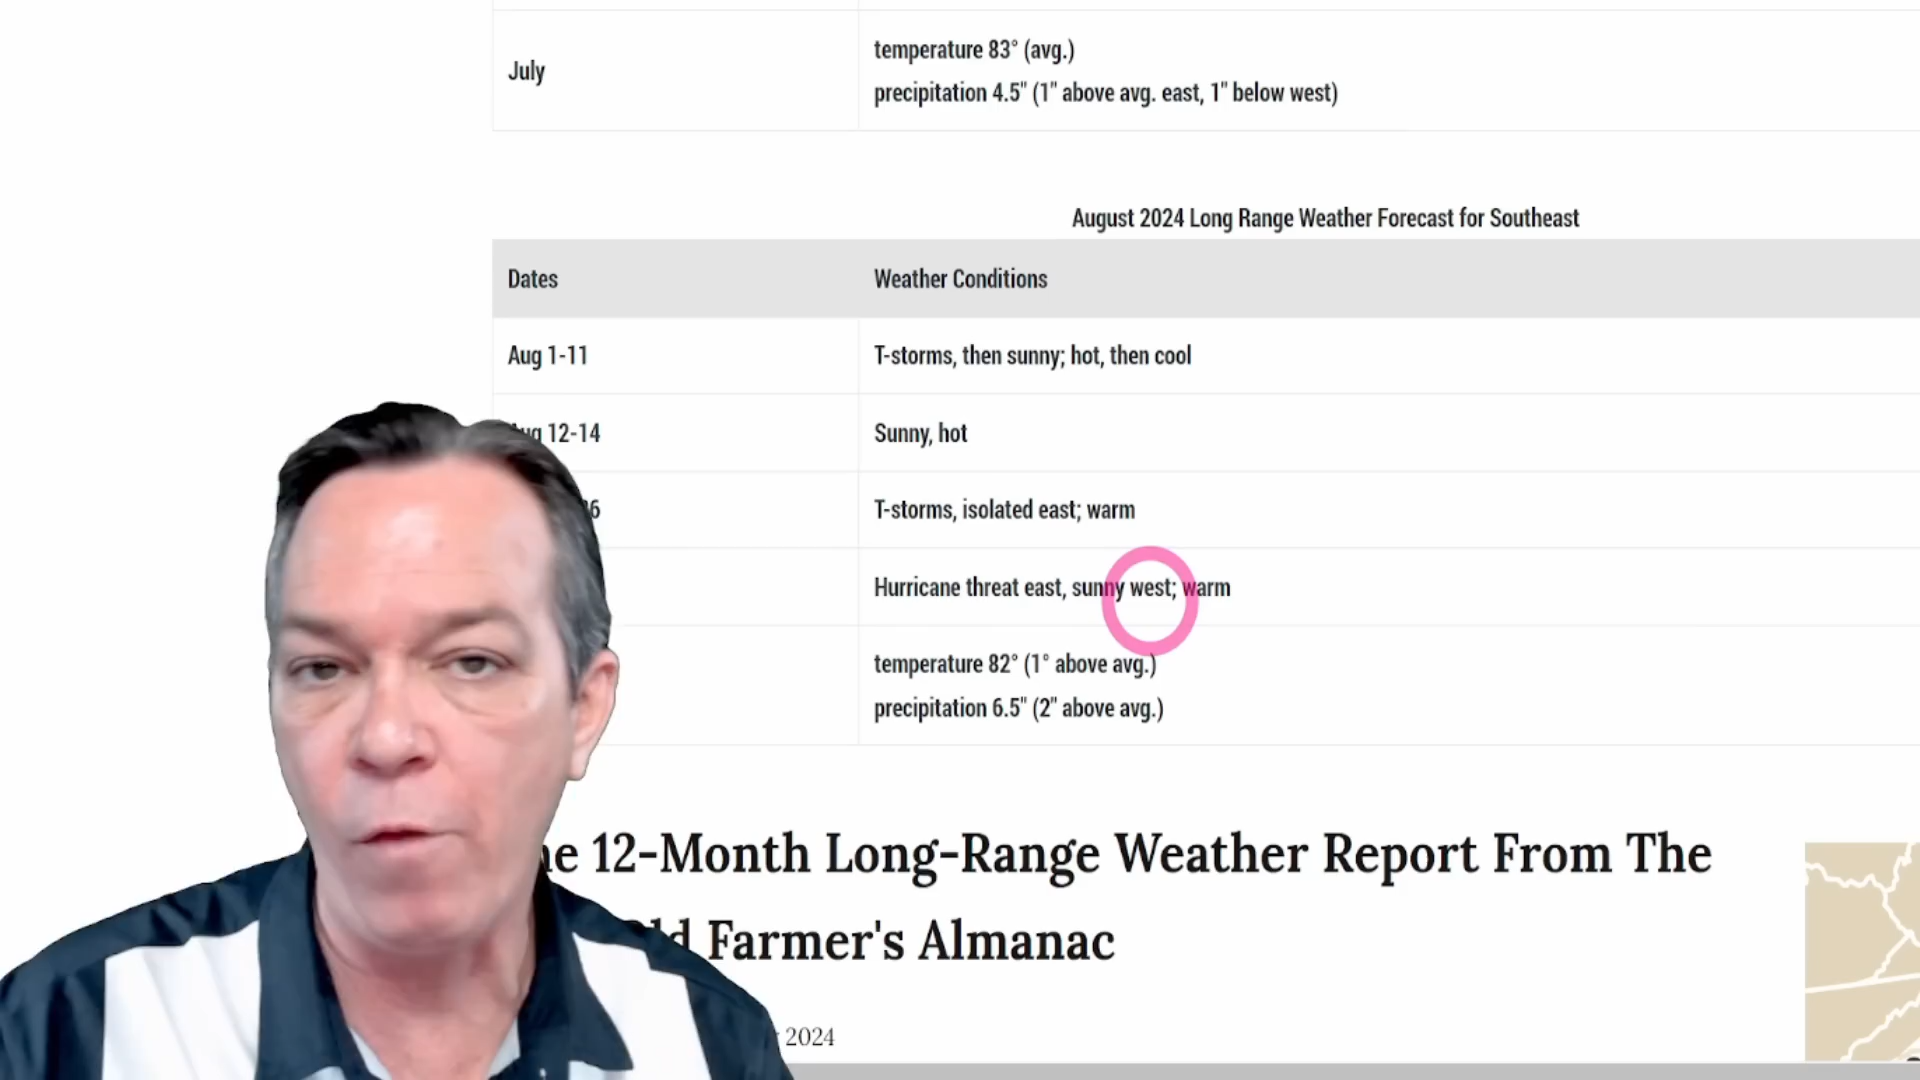 temperature 83° (avg.)
July
precipitation 4.5" (1" above avg. east, 1" below west)
August 2024 Long Range Weather Forecast for Southeast
Dates Weather Conditions
Aug 1-11 T-storms, then sunny; hot, then cool
12-14 Sunny, hot
T-storms, isolated east; warm
Hurricane threat east, sunny west; warm
temperature 82° (1° above avg.)
precipitation 6.5" (2" above avg.)
12-Month Long-Range Weather Report From The
Farmer's Almanac
2024